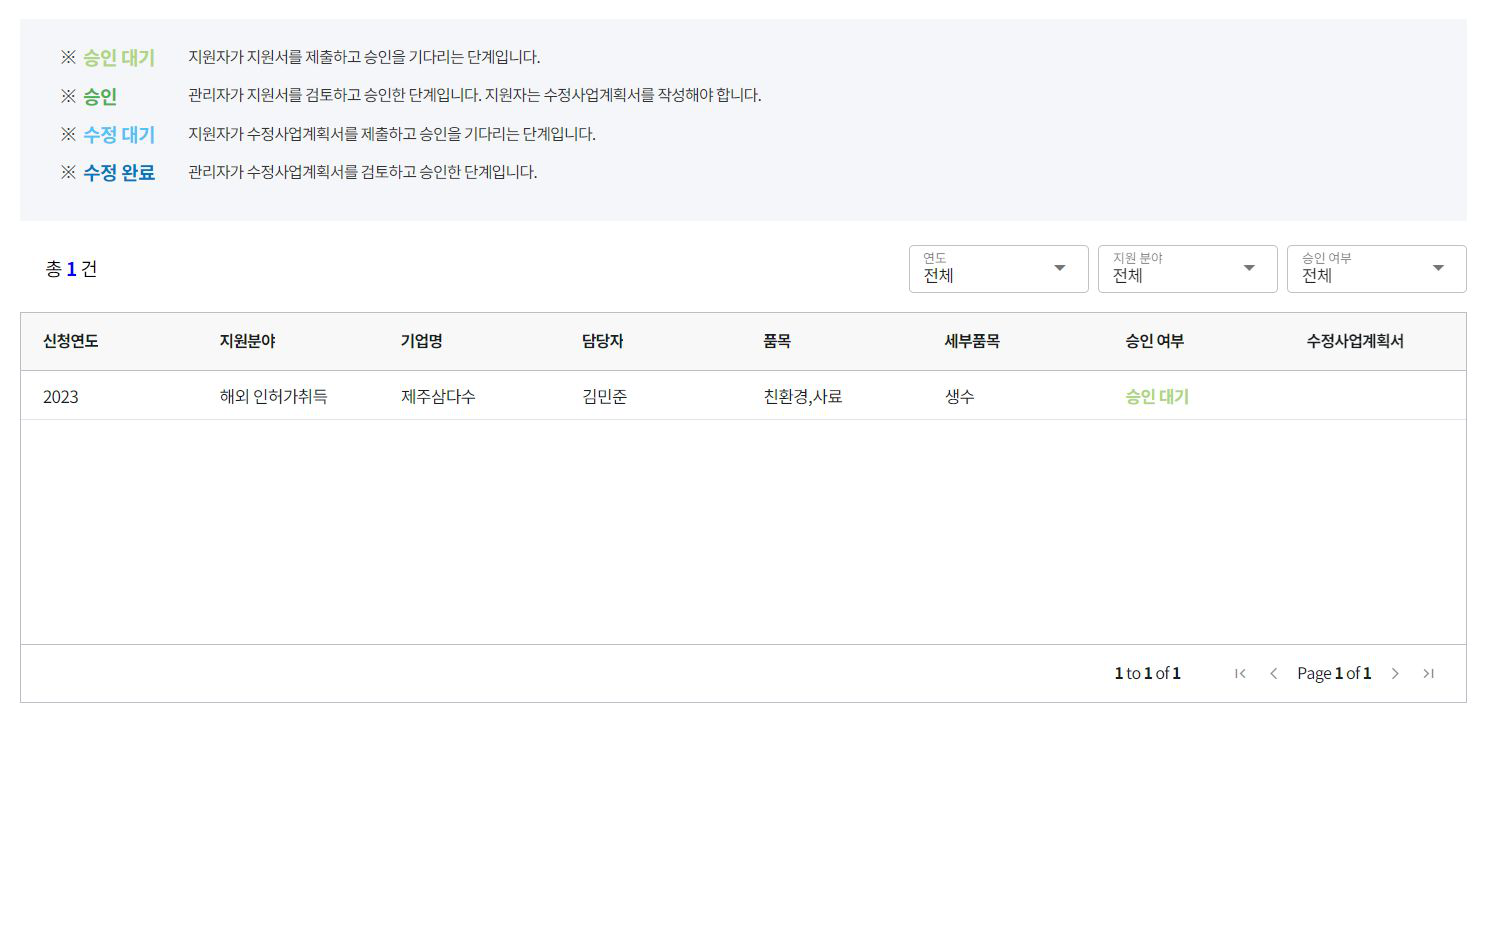 ※ 승인 대기 지원자가 지원서를 제출하고 승인을 기다리는 단계입니다.
※ 승인 관리자가 지원서를 검토하고 승인한 단계입니다. 지원자는 수정사업계획서를 작성해야 합니다.
※ 수정 대기 지원자가 수정사업계획서를 제출하고 승인을 기다리는 단계입니다.
※ 수정 완료 관리자가 수정사업계획서를 검토하고 승인한 단계입니다.
총 1 건
연도 지원 분야 승인 여부
전체 전체 전체
신청연도 지원분야 기업명 담당자 품목 세부품목 승인 여부 수정사업계획서
2023 해외 인허가취득 제주삼다수 김민준 친환경,사료 생수 승인 대기
1 to 1 of 1 Page 1 of 1